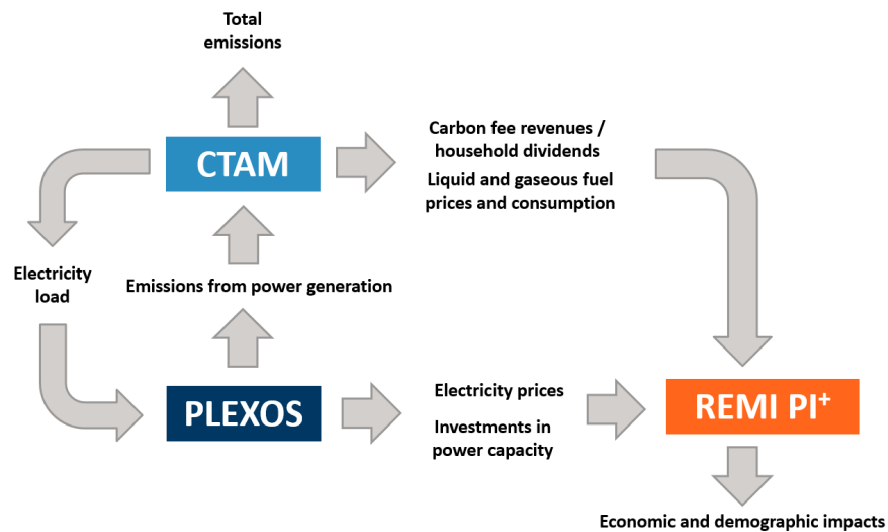 Total
emissions
CTAM
Carbon fee revenues /
household dividends
Liquid and gaseous fuel
prices and consumption
Electricity
load
Emissions from power generation
PLEXOS
Electricity prices
Investments in
power capacity
REMI PI⁺
Economic and demographic impacts